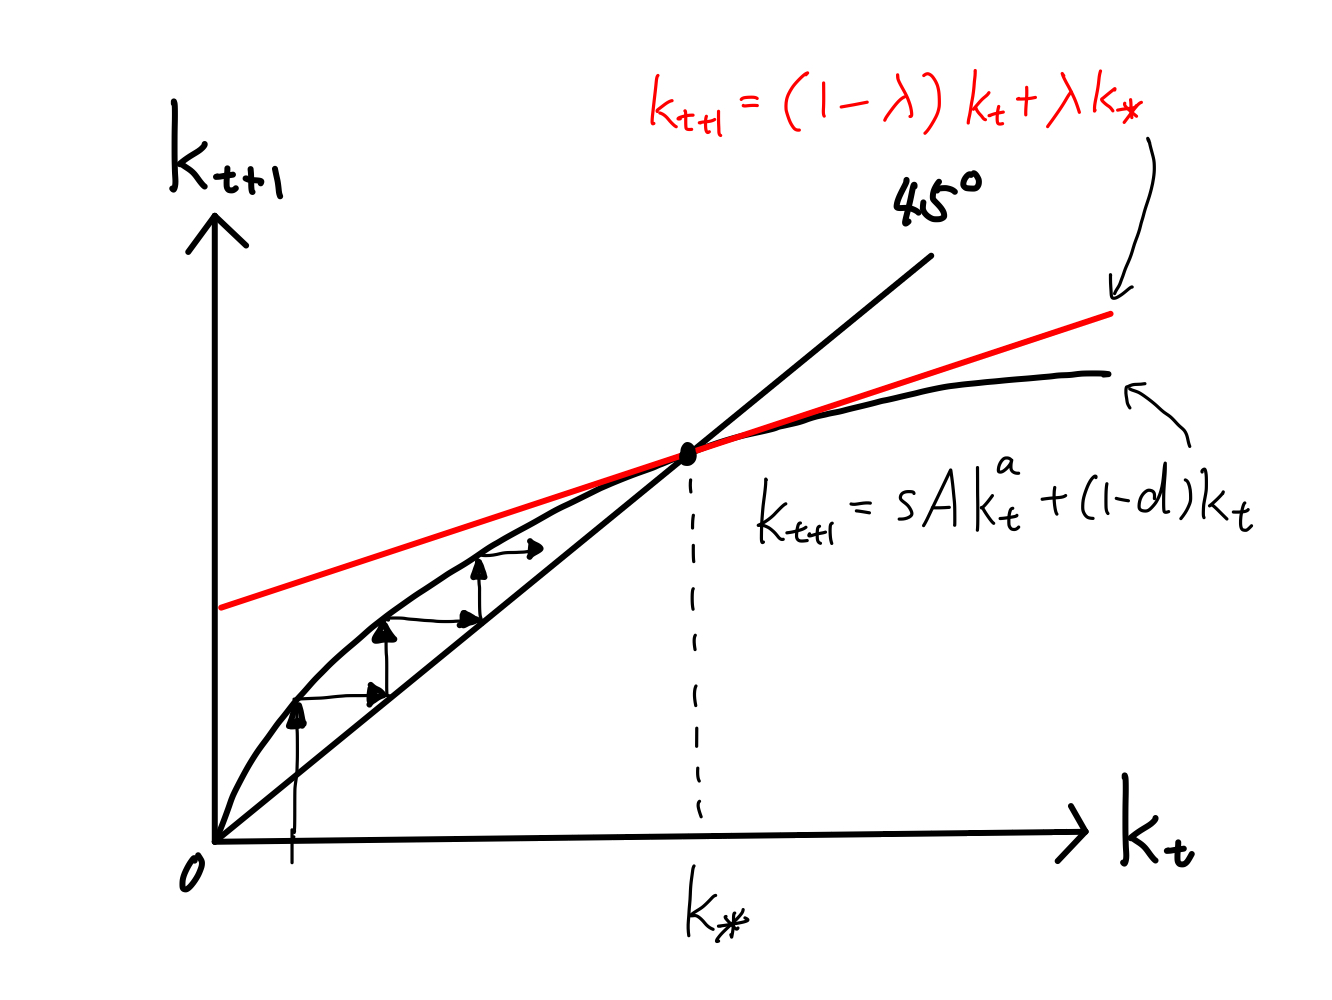 k_{t+1} = (1-λ) k_t + λk_*
k_{t+1}
45°
k_{t+1} = sAk_t^a + (1-d)k_t
0
k_t
k_*